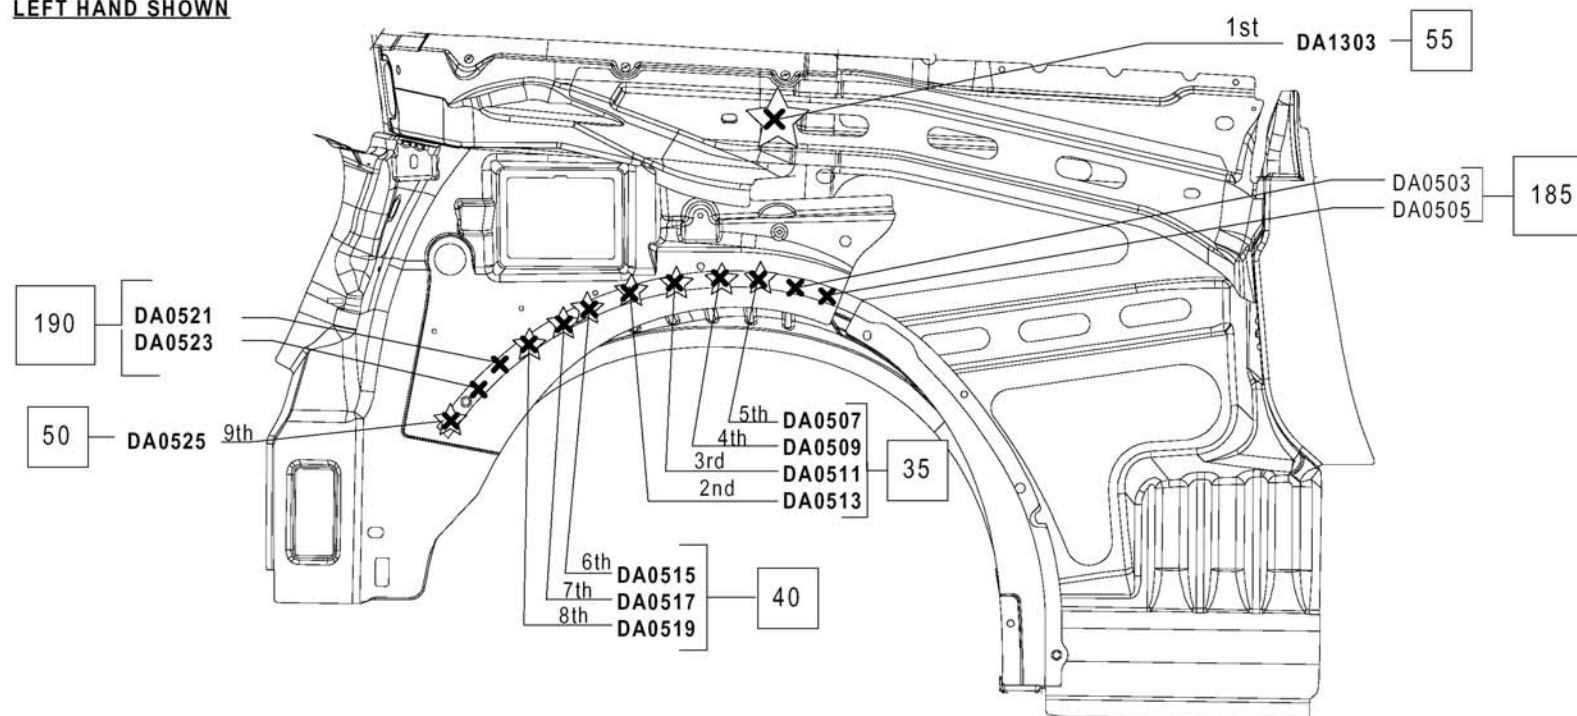 LEFT HAND SHOWN
1st DA1303 55
DA0503
DA0505
185
190
DA0521
DA0523
50 DA0525 9th
5th DA0507
4th DA0509
3rd DA0511
2nd DA0513
35
6th DA0515
7th DA0517
8th DA0519
40